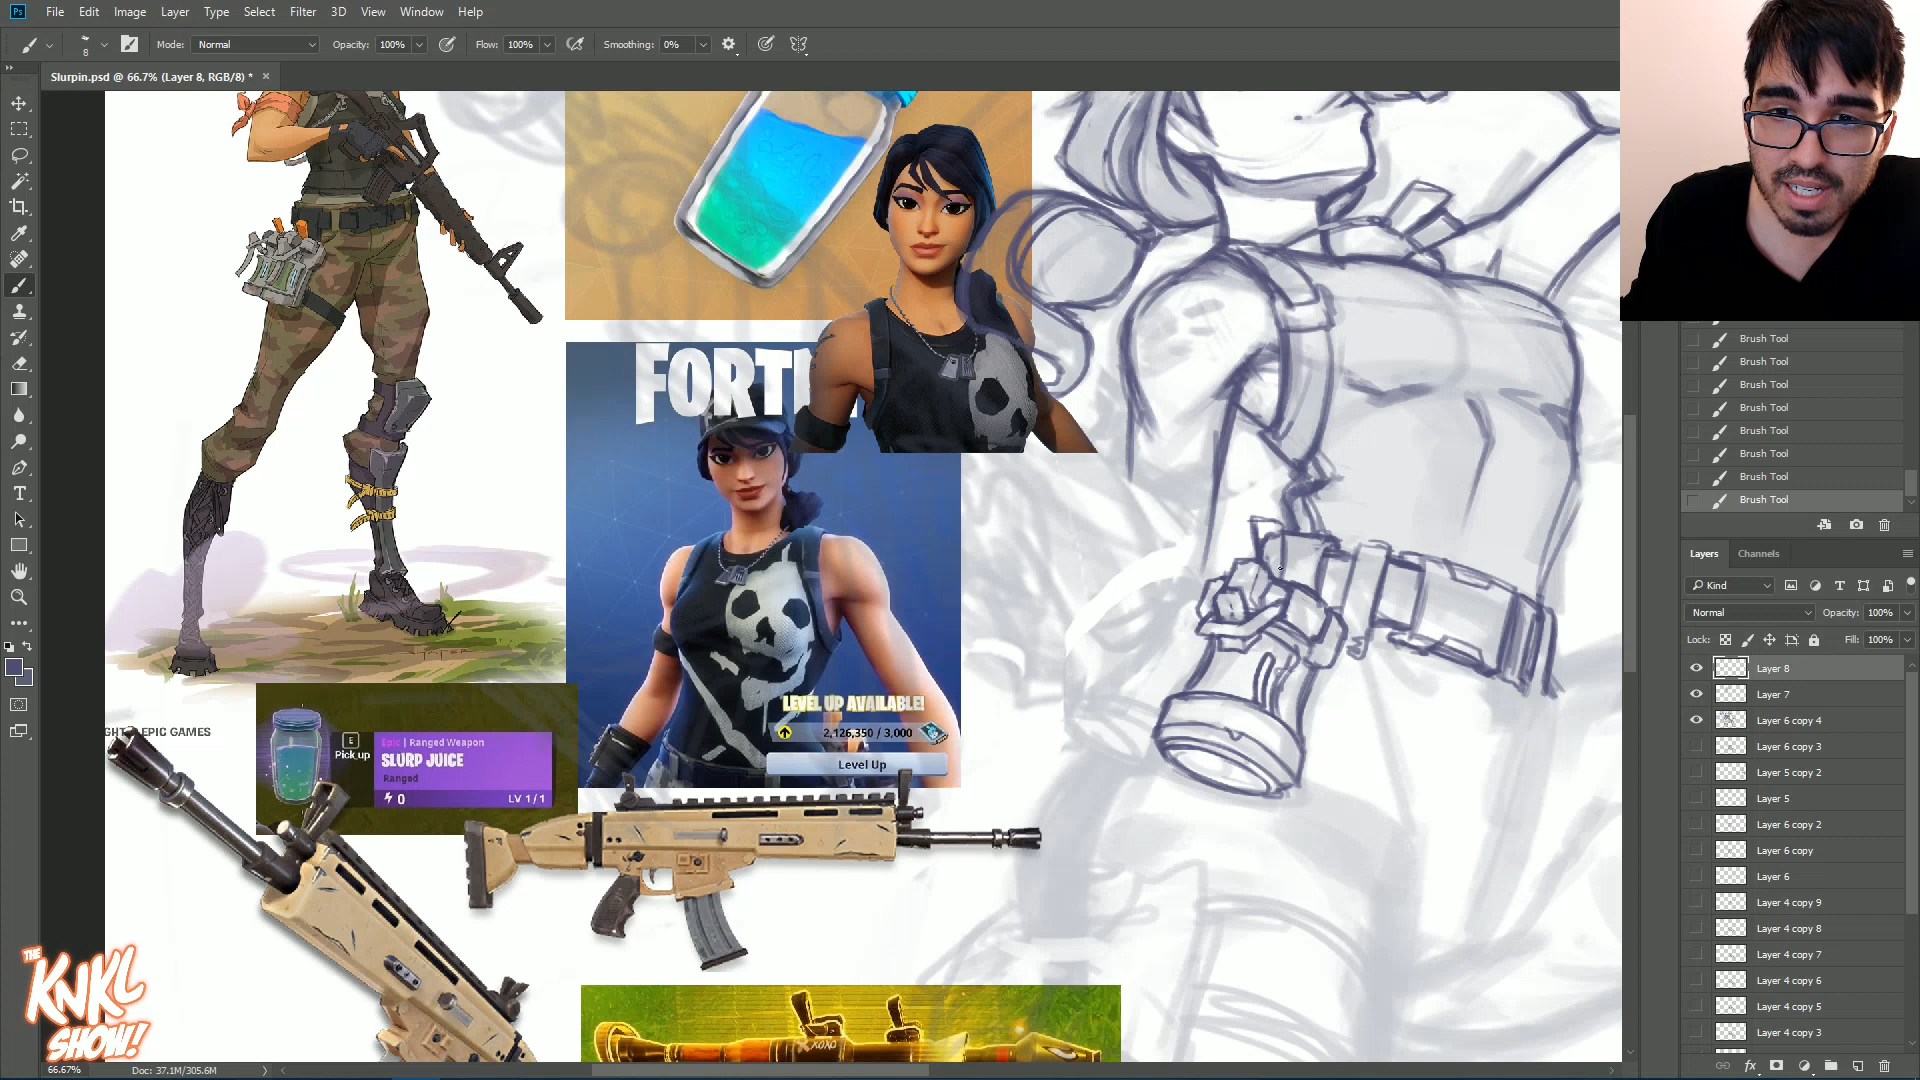 Ps File Edit Image Layer Type Select Filter 3D View Window Help
8 Mode: Normal Opacity: 100% Flow: 100% Smoothing: 0%
Slurpin.psd @ 66.7% (Layer 8, RGB/8) * ×
FORT
LEVEL UP AVAILABLE!
2,126,350 / 3,000
Level Up
EPIC GAMES
E
Pick up
Epic | Ranged Weapon
SLURP JUICE
Ranged
0 LV 1/1
XOXO
THE
KNKL
SHOW!
Brush Tool
Brush Tool
Brush Tool
Brush Tool
Brush Tool
Brush Tool
Brush Tool
Brush Tool
Layers Channels
Kind
Normal Opacity: 100%
Lock: Fill: 100%
Layer 8
Layer 7
Layer 6 copy 4
Layer 6 copy 3
Layer 5 copy 2
Layer 5
Layer 6 copy 2
Layer 6 copy
Layer 6
Layer 4 copy 9
Layer 4 copy 8
Layer 4 copy 7
Layer 4 copy 6
Layer 4 copy 5
Layer 4 copy 3
fx
66.67% Doc: 37.1M/305.6M